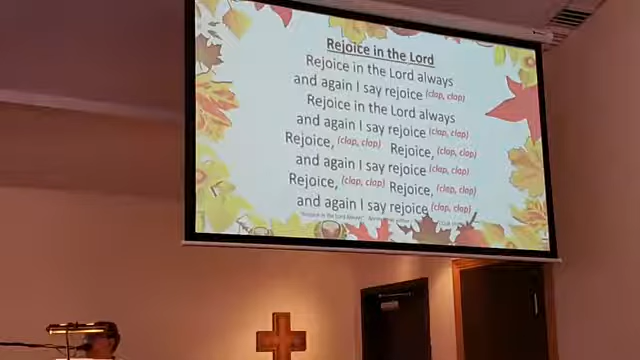 Rejoice in the Lord
Rejoice in the Lord always
and again I say rejoice (clap, clap)
Rejoice in the Lord always
and again I say rejoice (clap, clap)
Rejoice, (clap, clap) Rejoice, (clap, clap)
and again I say rejoice (clap, clap)
Rejoice, (clap, clap) Rejoice, (clap, clap)
and again I say rejoice (clap, clap)
"Rejoice in the Lord Always"